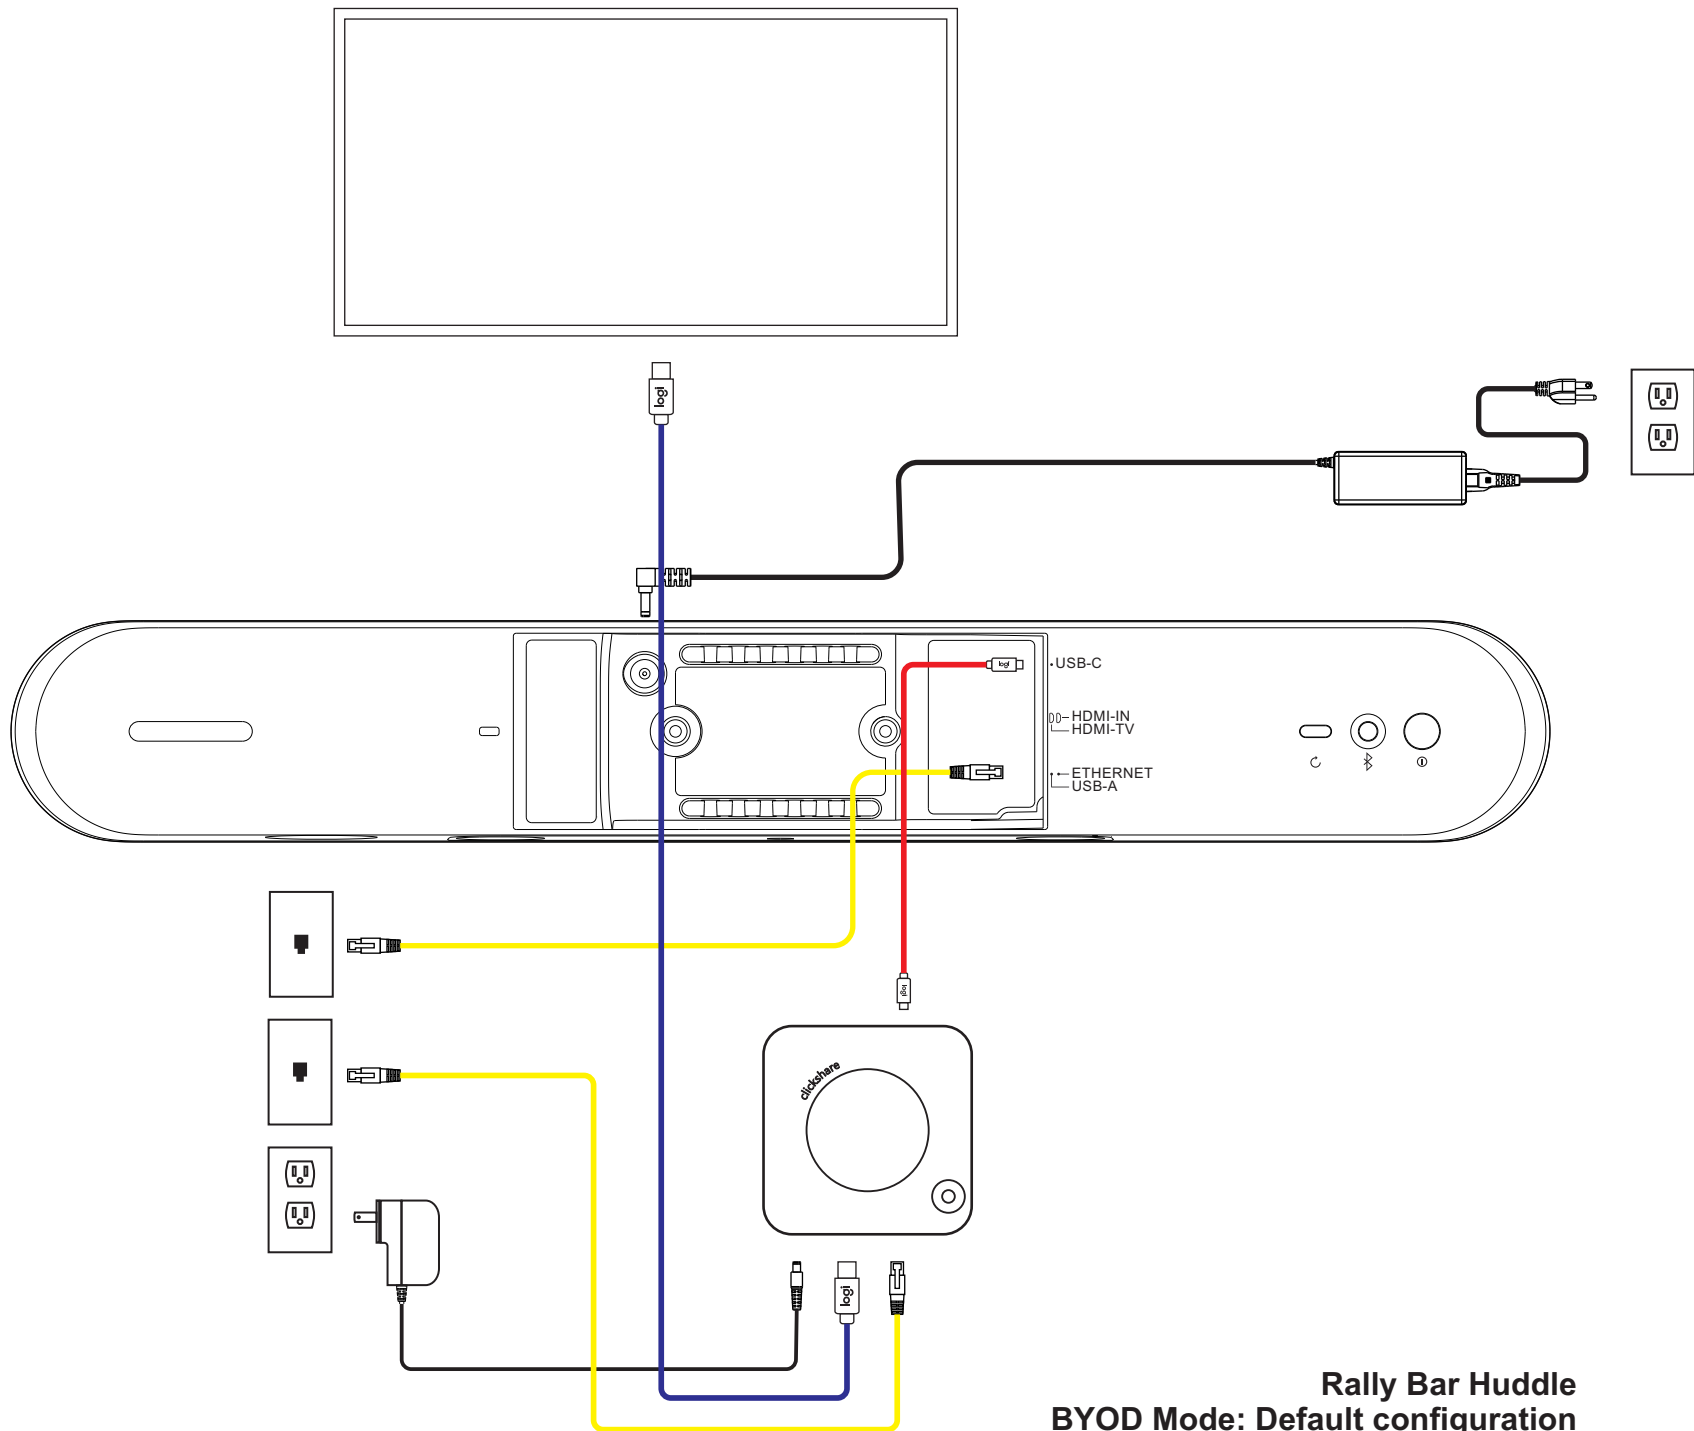 logi
logi
USB-C
HDMI-IN
HDMI-TV
ETHERNET
USB-A
logi
clickshare
logi
Rally Bar Huddle
BYOD Mode: Default configuration